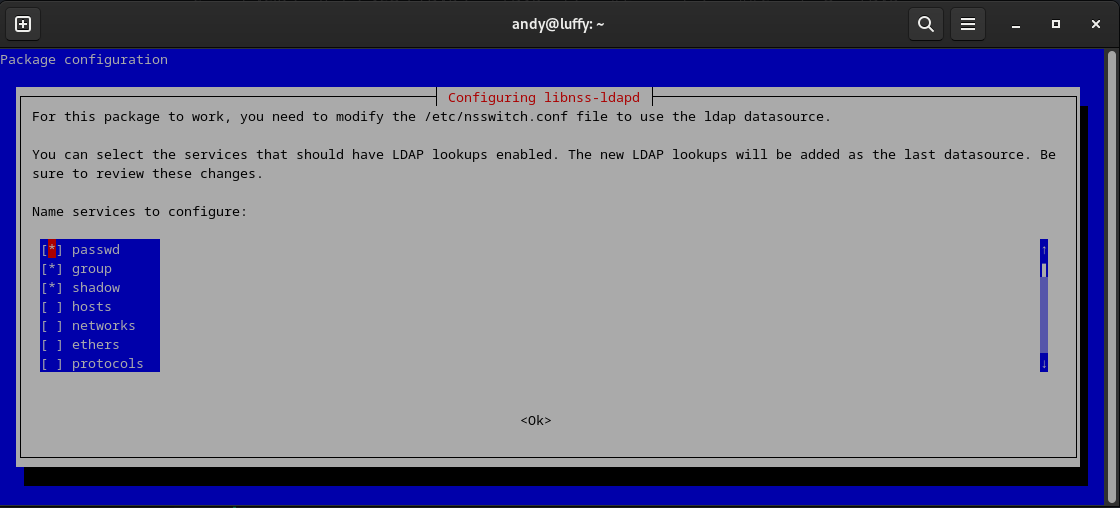 andy@luffy: ~
Package configuration
Configuring libnss-ldapd
For this package to work, you need to modify the /etc/nsswitch.conf file to use the ldap datasource.
You can select the services that should have LDAP lookups enabled. The new LDAP lookups will be added as the last datasource. Be
sure to review these changes.
Name services to configure:
[*] passwd
[*] group
[*] shadow
[ ] hosts
[ ] networks
[ ] ethers
[ ] protocols
<Ok>